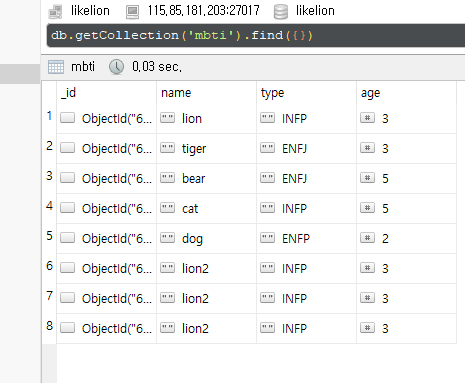 likelion 115.85.181.203:27017 likelion
db.getCollection('mbti').find({})
mbti 0.03 sec.
_id name type age
1 ObjectId("6... "" lion "" INFP # 3
2 ObjectId("6... "" tiger "" ENFJ # 3
3 ObjectId("6... "" bear "" ENFJ # 5
4 ObjectId("6... "" cat "" INFP # 5
5 ObjectId("6... "" dog "" ENFP # 2
6 ObjectId("6... "" lion2 "" INFP # 3
7 ObjectId("6... "" lion2 "" INFP # 3
8 ObjectId("6... "" lion2 "" INFP # 3